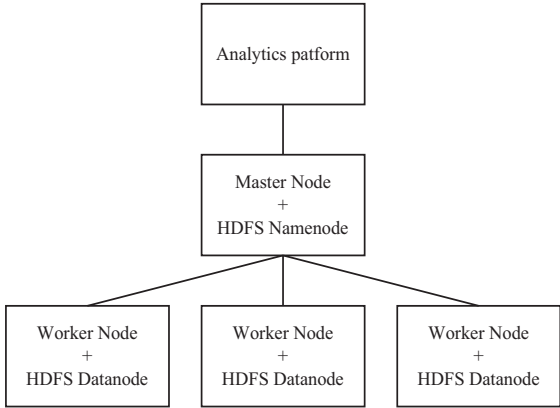 Analytics patform
Master Node
+
HDFS Namenode
Worker Node
+
HDFS Datanode
Worker Node
+
HDFS Datanode
Worker Node
+
HDFS Datanode